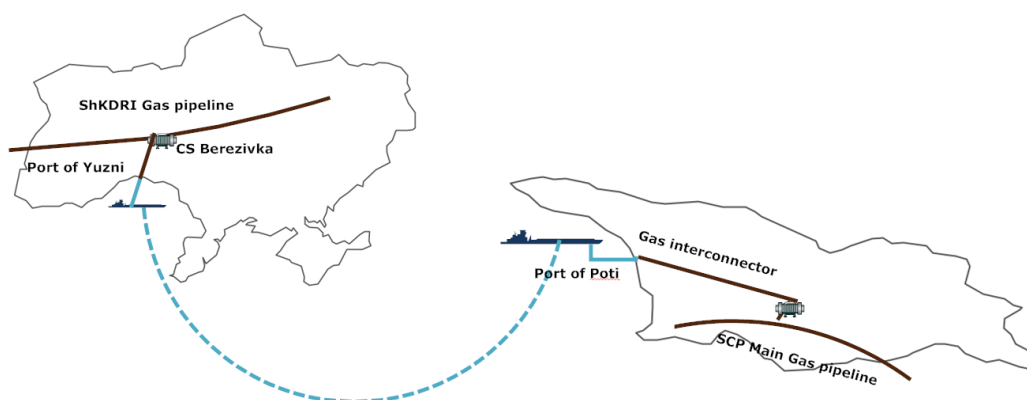 ShKDRI Gas pipeline
CS Berezivka
Port of Yuzni
Gas interconnector
Port of Poti
SCP Main Gas pipeline